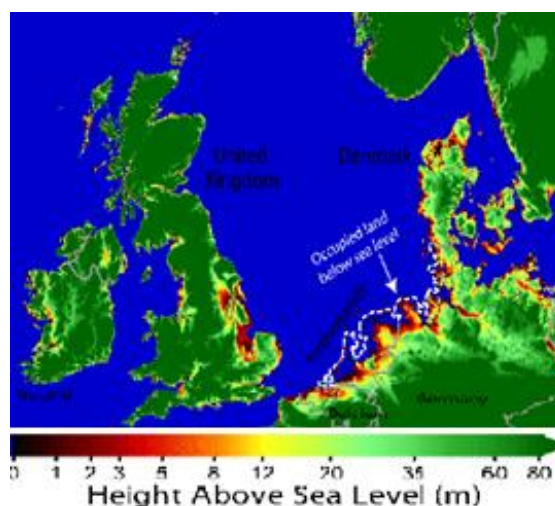 United
Kingdom
Denmark
Occupied land
below sea level
Germany
0 1 2 3 5 8 12 20 35 60 80
Height Above Sea Level (m)